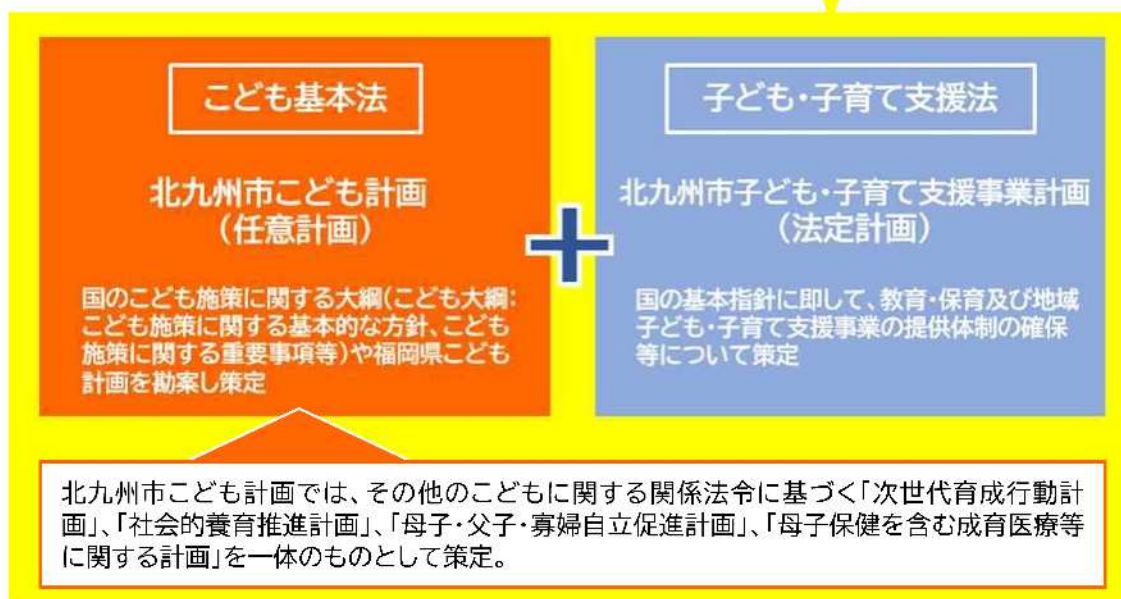 こども基本法
北九州市こども計画
(任意計画)
国のこども施策に関する大綱(こども大綱:
こども施策に関する基本的な方針、こども
施策に関する重要事項等)や福岡県こども
計画を勘案し策定
子ども・子育て支援法
北九州市子ども・子育て支援事業計画
(法定計画)
国の基本指針に即して、教育・保育及び地域
子ども・子育て支援事業の提供体制の確保
等について策定
北九州市こども計画では、その他のこどもに関する関係法令に基づく「次世代育成行動計
画」、「社会的養育推進計画」、「母子・父子・寡婦自立促進計画」、「母子保健を含む成育医療等
に関する計画」を一体のものとして策定。